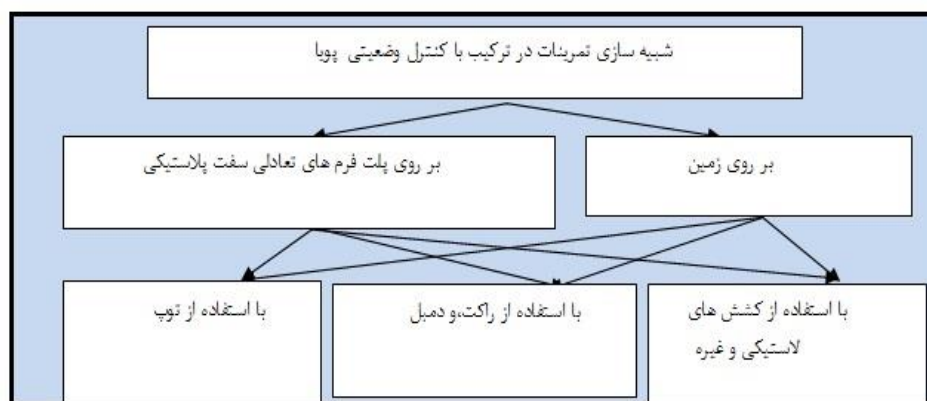 شبیه سازی تمرینات در ترکیب با کنترل وضعیتی پویا
بر روی زمین
بر روی پلت فرم های تعادلی سفت پلاستیکی
با استفاده از کشش های
لاستیکی و غیره
با استفاده از راکت،و دمبل
با استفاده از توپ